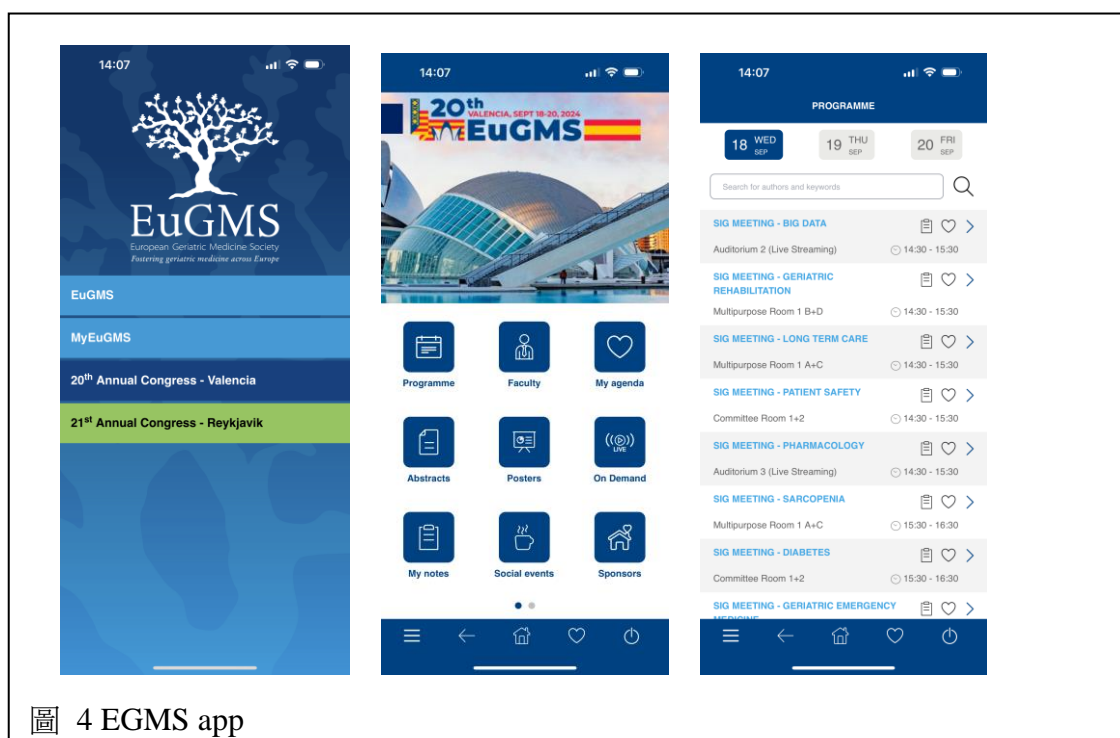 14:07
EuGMS
European Geriatric Medicine Society
Fostering geriatric medicine across Europe
EuGMS
MyEuGMS
20th Annual Congress - Valencia
21st Annual Congress - Reykjavik
14:07
20th
VALENCIA, SEPT 18-20, 2024
EuGMS
Programme
Faculty
My agenda
LIVE
Abstracts
Posters
On Demand
My notes
Social events
Sponsors
14:07
PROGRAMME
18 WED SEP
19 THU SEP
20 FRI SEP
Search for authors and keywords
SIG MEETING - BIG DATA
Auditorium 2 (Live Streaming)
14:30 - 15:30
SIG MEETING - GERIATRIC
REHABILITATION
Multipurpose Room 1 B+D
14:30 - 15:30
SIG MEETING - LONG TERM CARE
Multipurpose Room 1 A+C
14:30 - 15:30
SIG MEETING - PATIENT SAFETY
Committee Room 1+2
14:30 - 15:30
SIG MEETING - PHARMACOLOGY
Auditorium 3 (Live Streaming)
14:30 - 15:30
SIG MEETING - SARCOPENIA
Multipurpose Room 1 A+C
15:30 - 16:30
SIG MEETING - DIABETES
Committee Room 1+2
15:30 - 16:30
SIG MEETING - GERIATRIC EMERGENCY
MEDICINE
圖 4 EGMS app